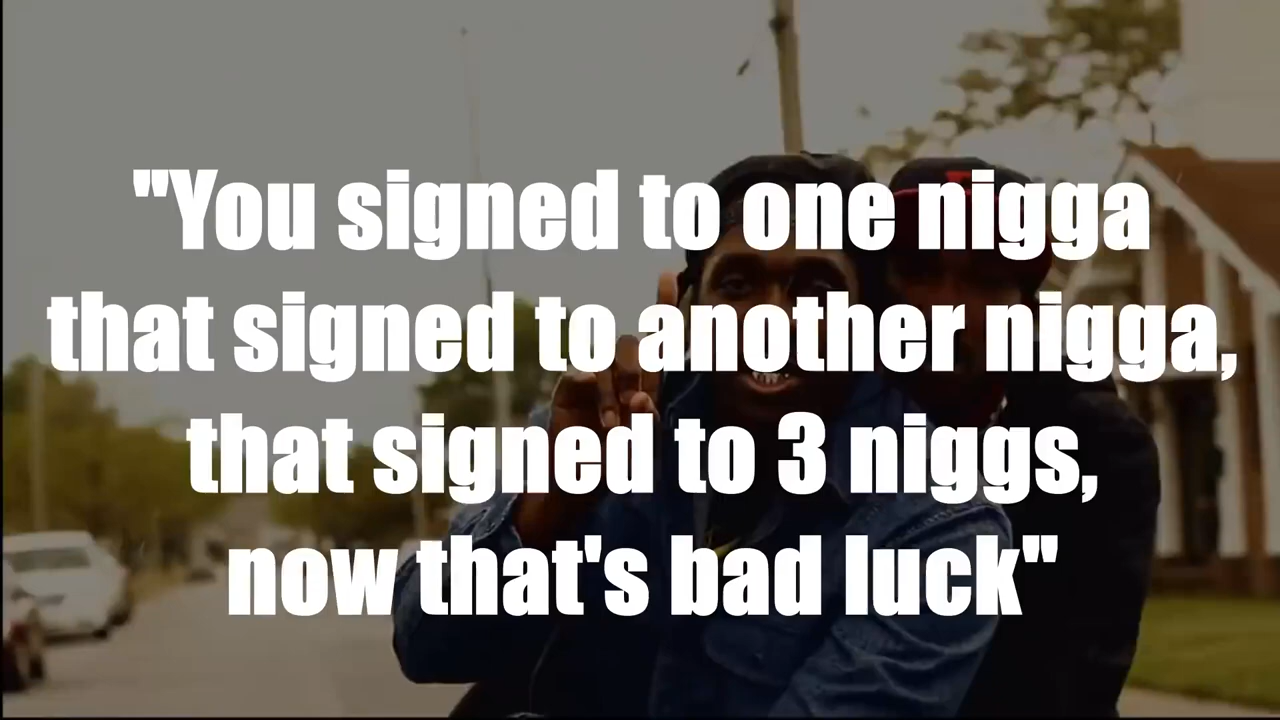 "You signed to one nigga
that signed to another nigga,
that signed to 3 niggs,
now that's bad luck"